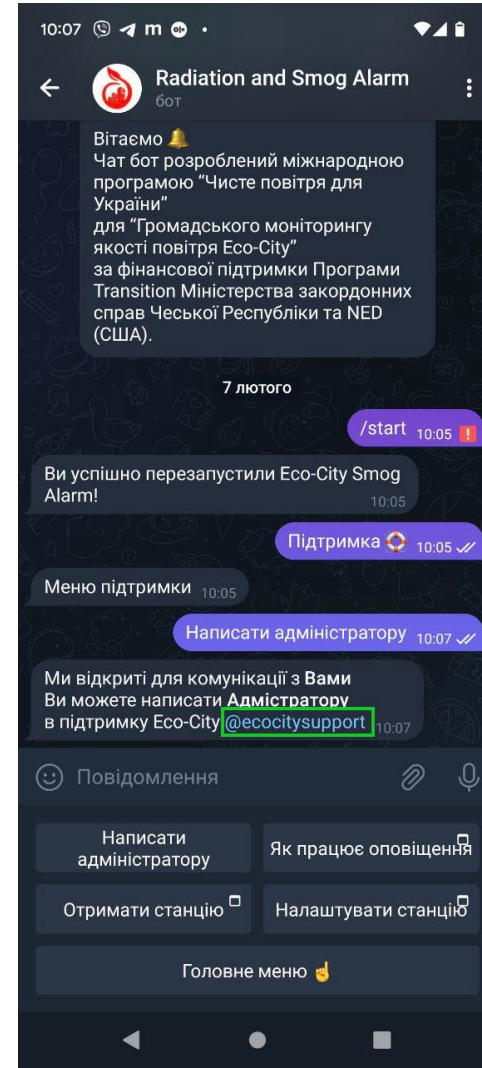 10:07
Radiation and Smog Alarm
бот
Вітаємо 🔔
Чат бот розроблений міжнародною
програмою “Чисте повітря для
України”
для “Громадського моніторингу
якості повітря Eco-City”
за фінансової підтримки Програми
Transition Міністерства закордонних
справ Чеської Республіки та NED
(США).
7 лютого
/start 10:05
Ви успішно перезапустили Eco-City Smog
Alarm!
10:05
Підтримка 🛟 10:05
Меню підтримки 10:05
Написати адміністратору 10:07
Ми відкриті для комунікації з Вами
Ви можете написати Адмістратору
в підтримку Eco-City @ecocitysupport 10:07
Повідомлення
Написати
адміністратору
Як працює оповіщення
Отримати станцію
Налаштувати станцію
Головне меню ☝️